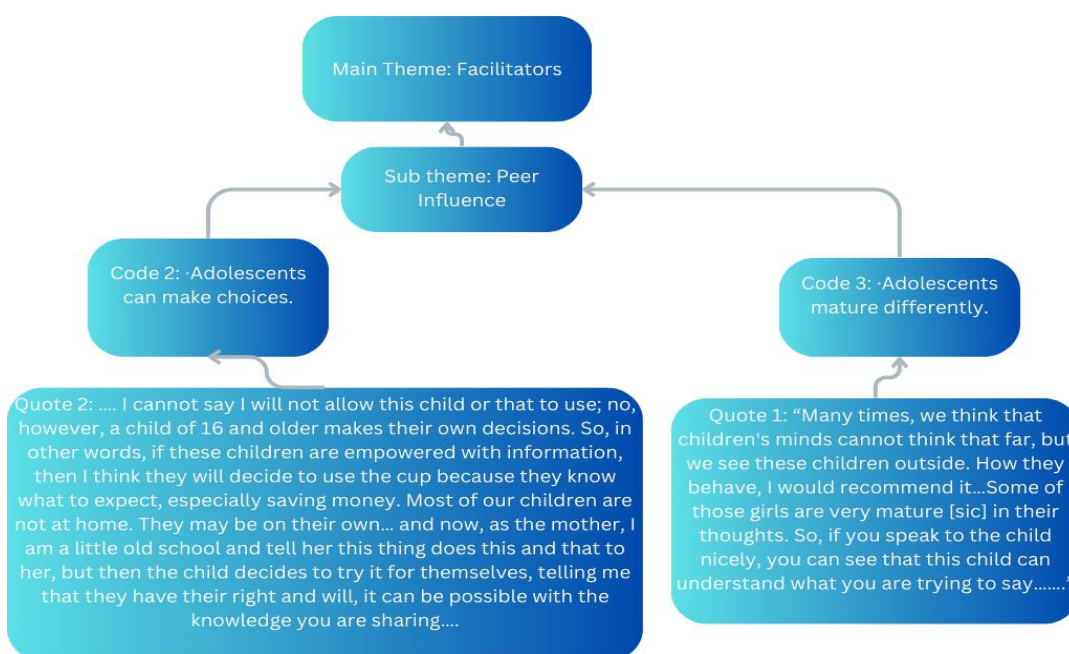 Main Theme: Facilitators
Sub theme: Peer
Influence
Code 2: ·Adolescents
can make choices.
Code 3: ·Adolescents
mature differently.
Quote 2: .... I cannot say I will not allow this child or that to use; no,
however, a child of 16 and older makes their own decisions. So, in
other words, if these children are empowered with information,
then I think they will decide to use the cup because they know
what to expect, especially saving money. Most of our children are
not at home. They may be on their own... and now, as the mother, I
am a little old school and tell her this thing does this and that to
her, but then the child decides to try it for themselves, telling me
that they have their right and will, it can be possible with the
knowledge you are sharing....
Quote 1: “Many times, we think that
children's minds cannot think that far, but
we see these children outside. How they
behave, I would recommend it...Some of
those girls are very mature [sic] in their
thoughts. So, if you speak to the child
nicely, you can see that this child can
understand what you are trying to say.......”